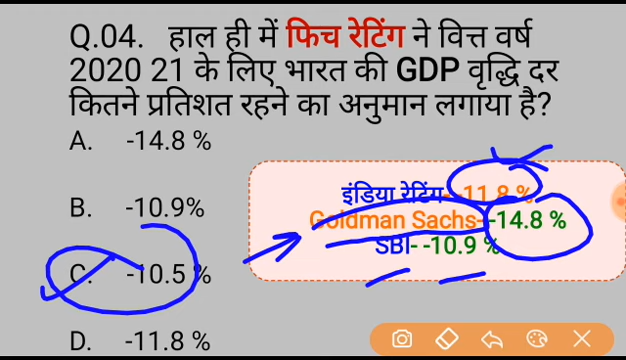 Q.04. हाल ही में फिच रेटिंग ने वित्त वर्ष
2020 21 के लिए भारत की GDP वृद्धि दर
कितने प्रतिशत रहने का अनुमान लगाया है?
A. -14.8 %
B. -10.9%
C. -10.5 %
D. -11.8 %
इंडिया रेटिंग- -11.8 %
Goldman Sachs- -14.8 %
SBI- -10.9 %